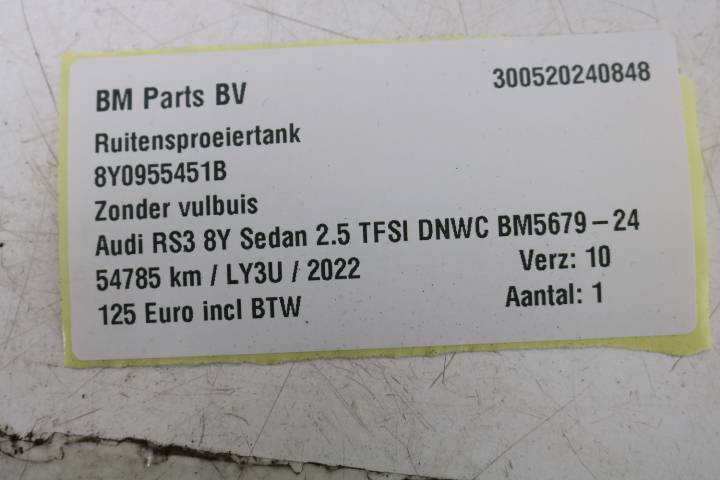 BM Parts BV 300520240848
Ruitensproeiertank
8Y0955451B
Zonder vulbuis
Audi RS3 8Y Sedan 2.5 TFSI DNWC BM5679-24
54785 km / LY3U / 2022 Verz: 10
125 Euro incl BTW Aantal: 1